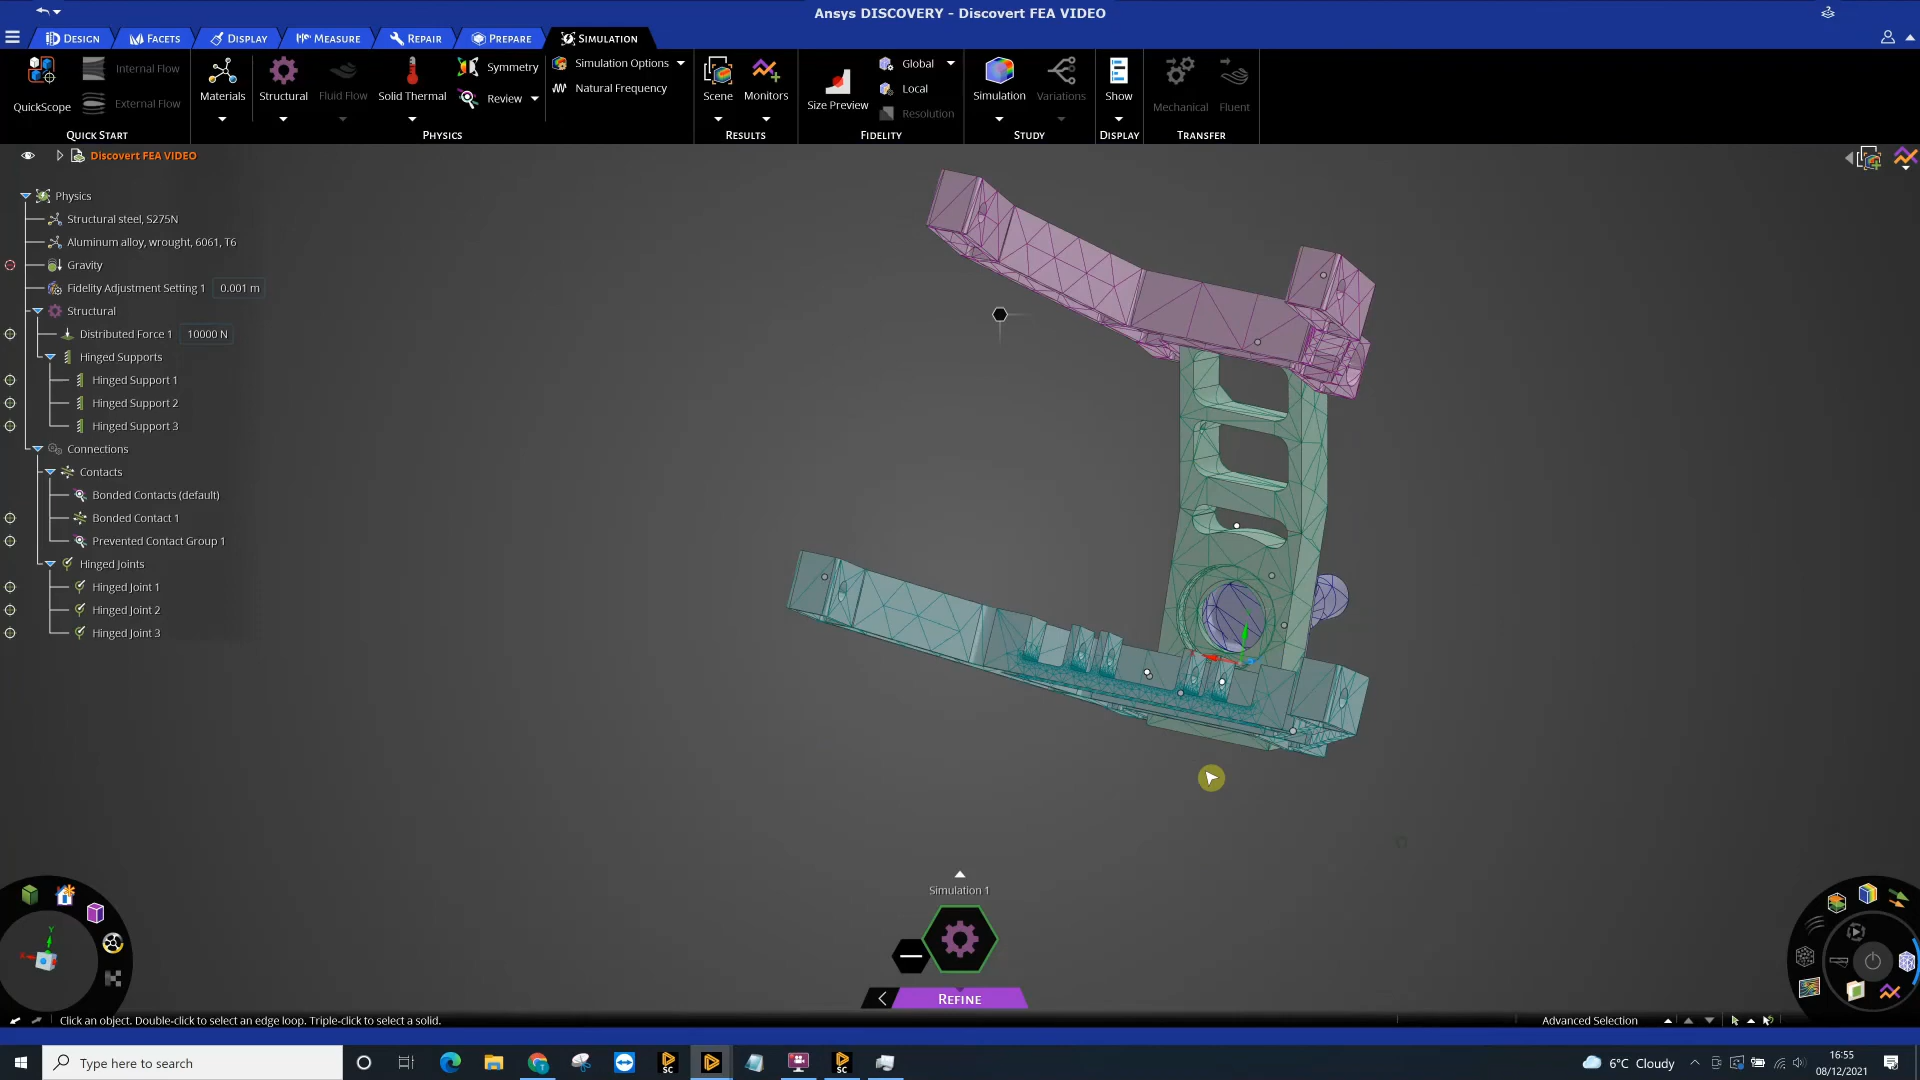 Ansys DISCOVERY - Discovert FEA VIDEO
DESIGN
FACETS
DISPLAY
MEASURE
REPAIR
PREPARE
SIMULATION
QuickScope
Internal Flow
External Flow
QUICK START
Materials
Structural
Fluid Flow
Solid Thermal
Symmetry
Review
PHYSICS
Simulation Options
Natural Frequency
Scene
Monitors
RESULTS
Size Preview
Global
Local
Resolution
FIDELITY
Simulation
Variations
STUDY
Show
DISPLAY
Mechanical
Fluent
TRANSFER
Discovert FEA VIDEO
Physics
Structural steel, S275N
Aluminum alloy, wrought, 6061, T6
Gravity
Fidelity Adjustment Setting 1 0.001 m
Structural
Distributed Force 1 10000 N
Hinged Supports
Hinged Support 1
Hinged Support 2
Hinged Support 3
Connections
Contacts
Bonded Contacts (default)
Bonded Contact 1
Prevented Contact Group 1
Hinged Joints
Hinged Joint 1
Hinged Joint 2
Hinged Joint 3
Y
Simulation 1
REFINE
Click an object. Double-click to select an edge loop. Triple-click to select a solid.
Advanced Selection
Type here to search
SC
SC
6°C Cloudy
16:55
08/12/2021